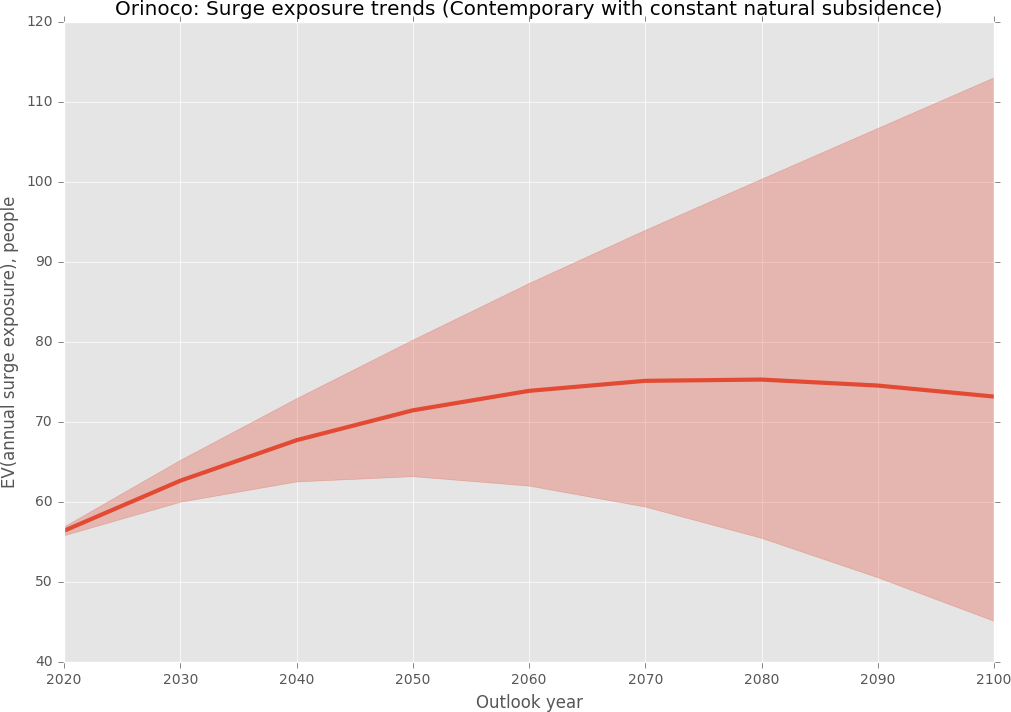 Orinoco: Surge exposure trends (Contemporary with constant natural subsidence)
EV(annual surge exposure), people
120
110
100
90
80
70
60
50
40
2020 2030 2040 2050 2060 2070 2080 2090 2100
Outlook year